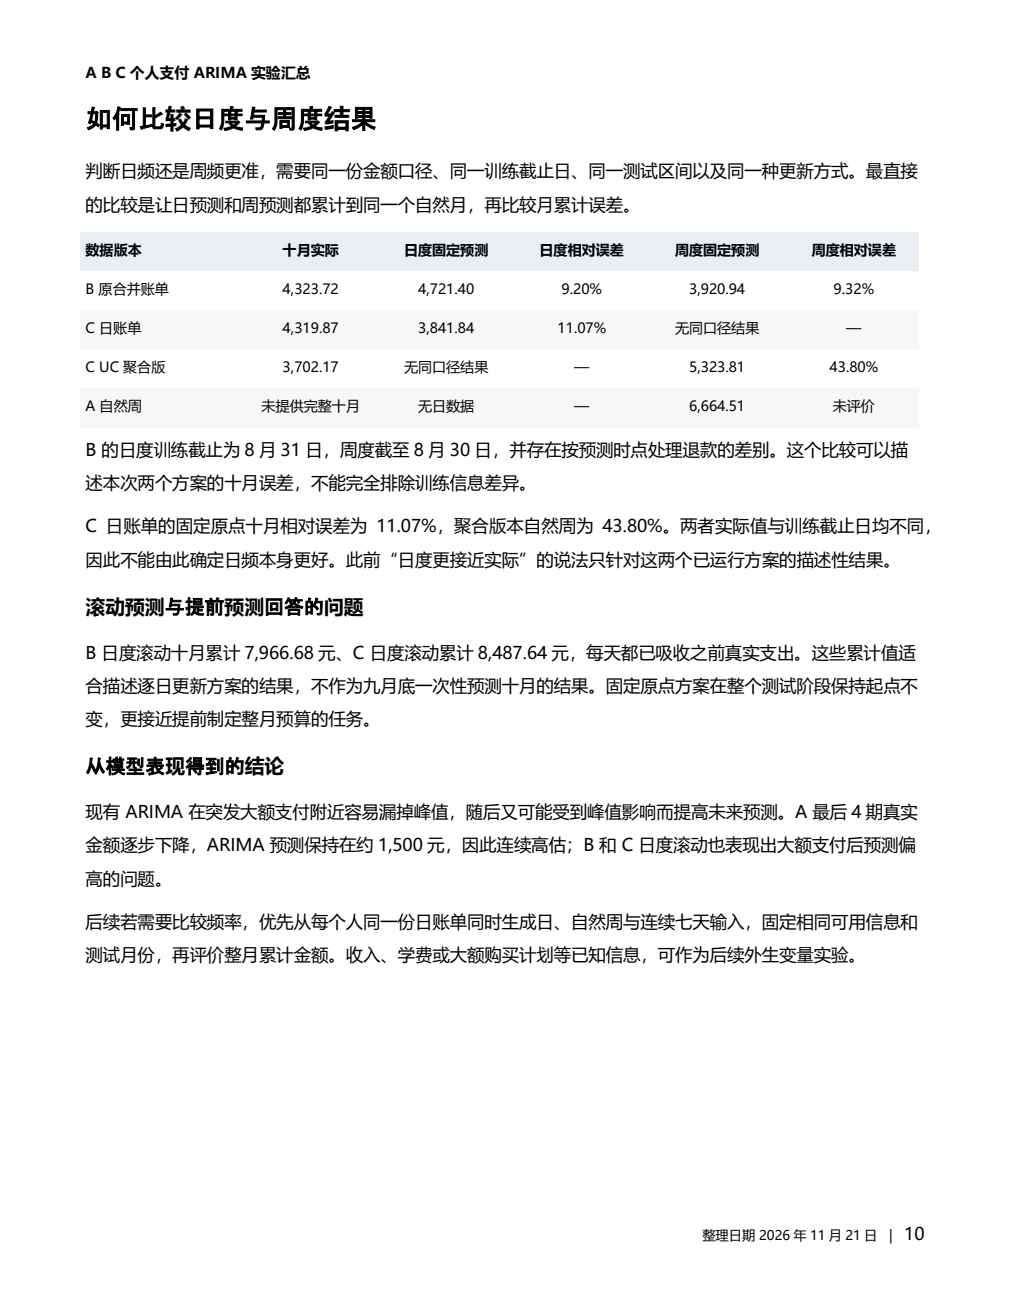 A B C 个人支付 ARIMA 实验汇总
如何比较日度与周度结果
判断日频还是周频更准，需要同一份金额口径、同一训练截止日、同一测试区间以及同一种更新方式。最直接
的比较是让日预测和周预测都累计到同一个自然月，再比较月累计误差。
数据版本 十月实际 日度固定预测 日度相对误差 周度固定预测 周度相对误差
B 原合并账单 4,323.72 4,721.40 9.20% 3,920.94 9.32%
C 日账单 4,319.87 3,841.84 11.07% 无同口径结果 —
C UC 聚合版 3,702.17 无同口径结果 — 5,323.81 43.80%
A 自然周 未提供完整十月 无日数据 — 6,664.51 未评价
B 的日度训练截止为 8 月 31 日，周度截至 8 月 30 日，并存在按预测时点处理退款的差别。这个比较可以描
述本次两个方案的十月误差，不能完全排除训练信息差异。
C 日账单的固定原点十月相对误差为 11.07%，聚合版本自然周为 43.80%。两者实际值与训练截止日均不同，
因此不能由此确定日频本身更好。此前“日度更接近实际”的说法只针对这两个已运行方案的描述性结果。
滚动预测与提前预测回答的问题
B 日度滚动十月累计 7,966.68 元、C 日度滚动累计 8,487.64 元，每天都已吸收之前真实支出。这些累计值适
合描述逐日更新方案的结果，不作为九月底一次性预测十月的结果。固定原点方案在整个测试阶段保持起点不
变，更接近提前制定整月预算的任务。
从模型表现得到的结论
现有 ARIMA 在突发大额支付附近容易漏掉峰值，随后又可能受到峰值影响而提高未来预测。A 最后 4 期真实
金额逐步下降，ARIMA 预测保持在约 1,500 元，因此连续高估；B 和 C 日度滚动也表现出大额支付后预测偏
高的问题。
后续若需要比较频率，优先从每个人同一份日账单同时生成日、自然周与连续七天输入，固定相同可用信息和
测试月份，再评价整月累计金额。收入、学费或大额购买计划等已知信息，可作为后续外生变量实验。
整理日期 2026 年 11 月 21 日 | 10